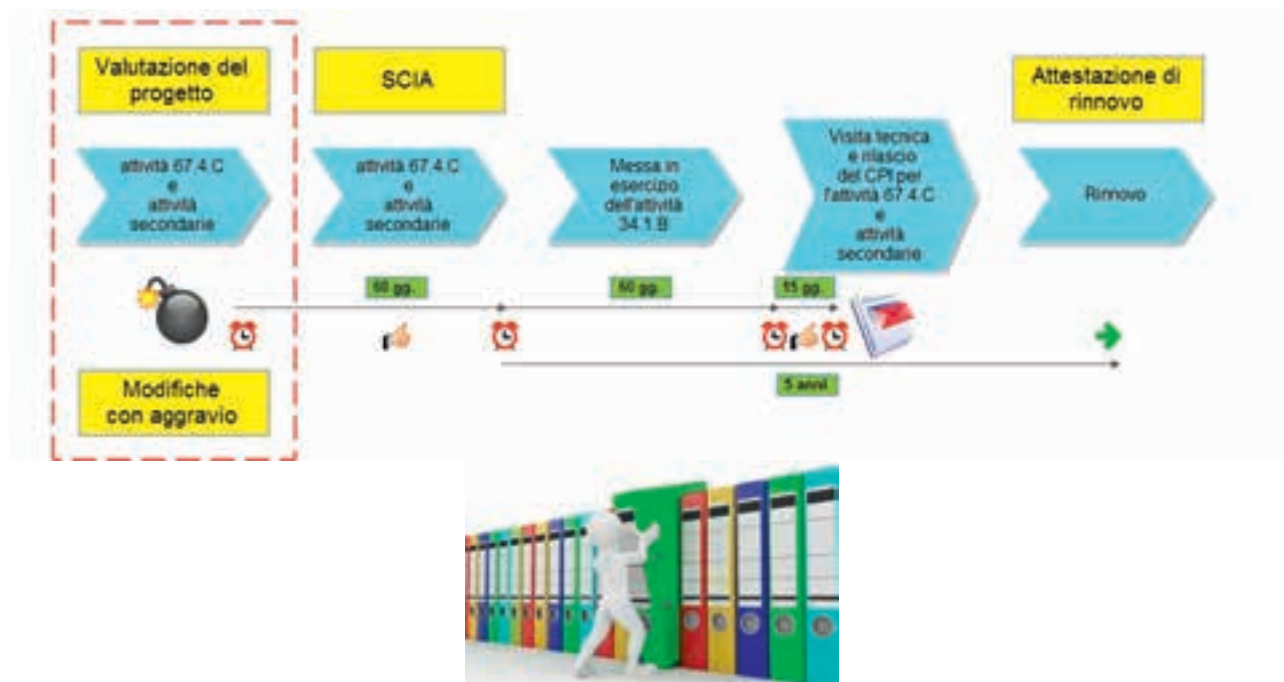 Valutazione del
progetto
SCIA
Attestazione di
rinnovo
attività 67.4.C
e
attività
secondarie
attività 67.4.C
e
attività
secondarie
Messa in
esercizio
dell'attività
34.1.B
Visita tecnica
e rilascio
del CPI per
l'attività 67.4.C
e
attività
secondarie
Rinnovo
60 gg.
60 gg.
15 gg.
5 anni
Modifiche
con aggravio